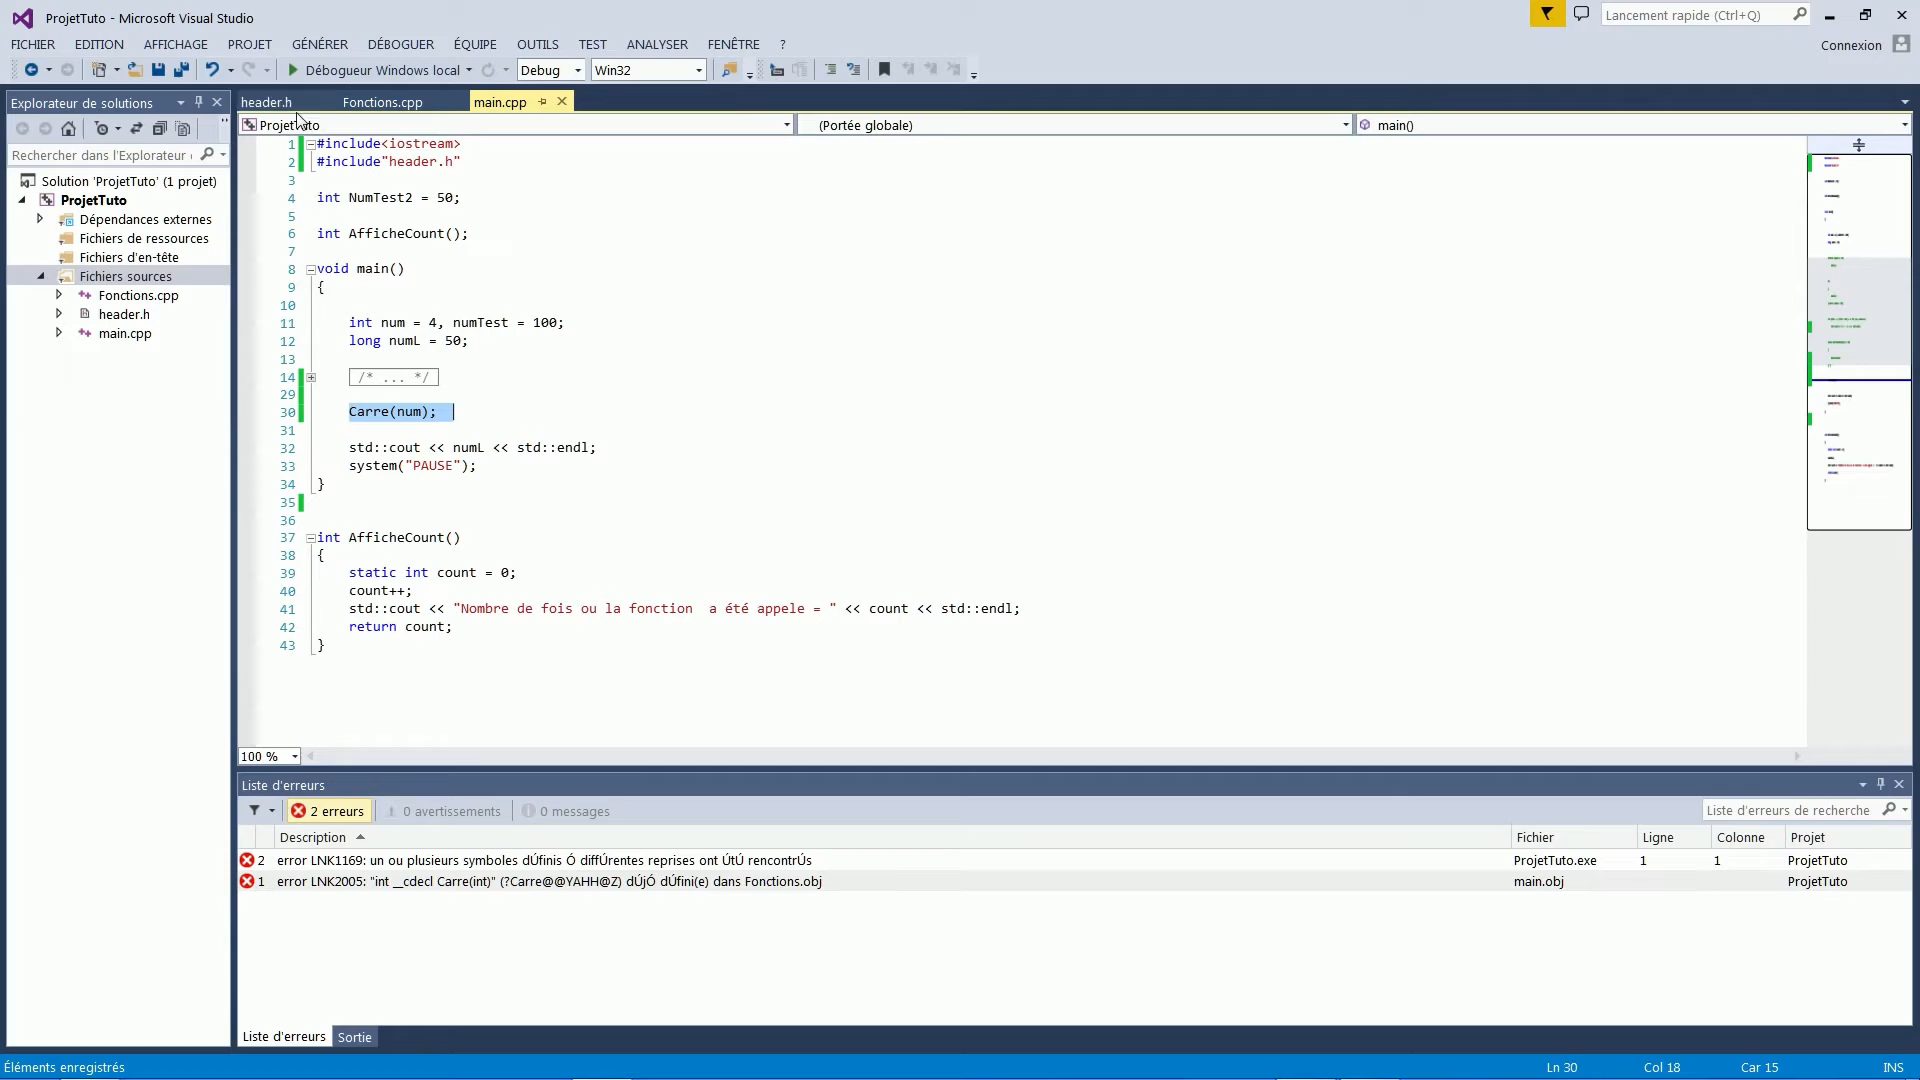 ProjetTuto - Microsoft Visual Studio
Lancement rapide (Ctrl+Q)
FICHIER EDITION AFFICHAGE PROJET GÉNÉRER DÉBOGUER ÉQUIPE OUTILS TEST ANALYSER FENÊTRE ?
Connexion
Débogueur Windows local Debug Win32
Explorateur de solutions
header.h Fonctions.cpp main.cpp
ProjetTuto (Portée globale) main()
Rechercher dans l'Explorateur
Solution 'ProjetTuto' (1 projet)
ProjetTuto
Dépendances externes
Fichiers de ressources
Fichiers d'en-tête
Fichiers sources
Fonctions.cpp
header.h
main.cpp
1 #include<iostream>
2 #include"header.h"
3
4 int NumTest2 = 50;
5
6 int AfficheCount();
7
8 void main()
9 {
10
11 int num = 4, numTest = 100;
12 long numL = 50;
13
14 /* ... */
29
30 Carre(num);
31
32 std::cout << numL << std::endl;
33 system("PAUSE");
34 }
35
36
37 int AfficheCount()
38 {
39 static int count = 0;
40 count++;
41 std::cout << "Nombre de fois ou la fonction  a été appele = " << count << std::endl;
42 return count;
43 }
100 %
Liste d'erreurs
2 erreurs 0 avertissements 0 messages
Liste d'erreurs de recherche
Description Fichier Ligne Colonne Projet
2 error LNK1169: un ou plusieurs symboles dÚfinis Ó diffÚrentes reprises ont ÚtÚ rencontrÚs ProjetTuto.exe 1 1 ProjetTuto
1 error LNK2005: "int __cdecl Carre(int)" (?Carre@@YAHH@Z) dÚjÓ dÚfini(e) dans Fonctions.obj main.obj ProjetTuto
Liste d'erreurs Sortie
Éléments enregistrés Ln 30 Col 18 Car 15 INS